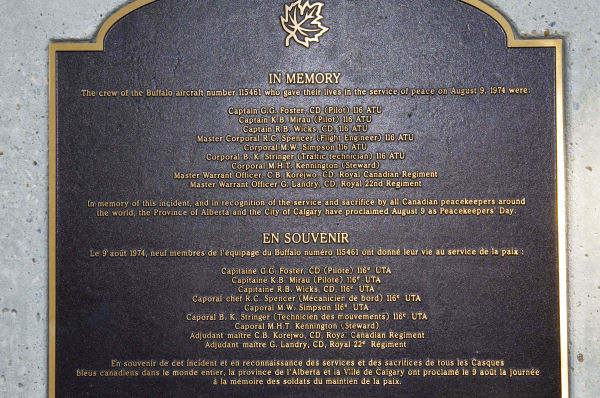 IN MEMORY
The crew of the Buffalo aircraft number 115461 who gave their lives in the service of peace on August 9, 1974 were:
Captain G.G. Foster, CD (Pilot) 116 ATU
Captain K.B. Mirau (Pilot) 116 ATU
Captain R.B. Wicks, CD, 116 ATU
Master Corporal R.C. Spencer (Flight Engineer) 116 ATU
Corporal M.W. Simpson 116 ATU
Corporal B. K. Stringer (Traffic technician) 116 ATU
Corporal M.H.T. Kennington (Steward)
Master Warrant Officer, C.B. Korejwo, CD, Royal Canadian Regiment
Master Warrant Officer G. Landry, CD, Royal 22nd Regiment
In memory of this incident, and in recognition of the service and sacrifice by all Canadian peacekeepers around
the world, the Province of Alberta and the City of Calgary have proclaimed August 9 as Peacekeepers' Day.
EN SOUVENIR
Le 9 août 1974, neuf membres de l'équipage du Buffalo numéro 115461 ont donné leur vie au service de la paix :
Capitaine G.G. Foster, CD (Pilote) 116e UTA
Capitaine K.B. Mirau (Pilote) 116e UTA
Capitaine R.B. Wicks, CD, 116e UTA
Caporal chef R.C. Spencer (Mécanicien de bord) 116e UTA
Caporal M.W. Simpson 116e UTA
Caporal B. K. Stringer (Technicien des mouvements) 116e UTA
Caporal M.H.T. Kennington (Steward)
Adjudant maître C.B. Korejwo, CD, Royal Canadian Regiment
Adjudant maître G. Landry, CD, Royal 22e Régiment
En souvenir de cet incident et en reconnaissance des services et des sacrifices de tous les Casques
bleus canadiens dans le monde entier, la province de l'Alberta et la Ville de Calgary ont proclamé le 9 août la journée
à la mémoire des soldats du maintien de la paix.